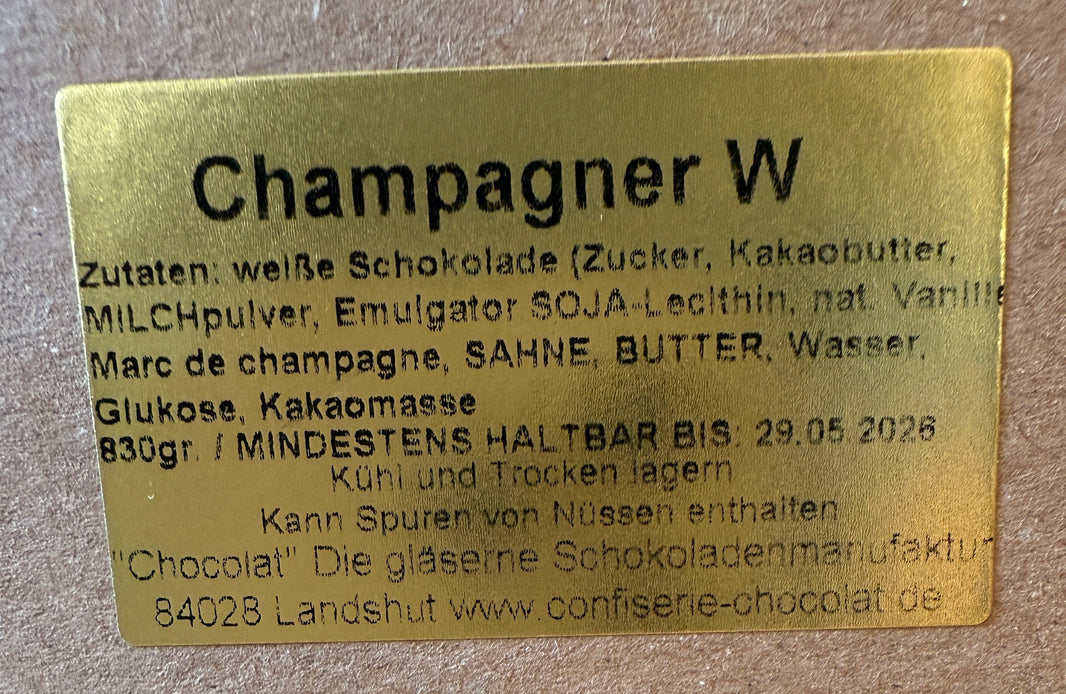 Champagner W
Zutaten: weiße Schokolade (Zucker, Kakaobutter,
MILCHpulver, Emulgator SOJA-Lecithin, nat. Vanille
Marc de champagne, SAHNE, BUTTER, Wasser,
Glukose, Kakaomasse
830gr. / MINDESTENS HALTBAR BIS: 29.05.2026
Kühl und Trocken lagern
Kann Spuren von Nüssen enthalten
"Chocolat" Die gläserne Schokoladenmanufaktur
84028 Landshut www.confiserie-chocolat.de